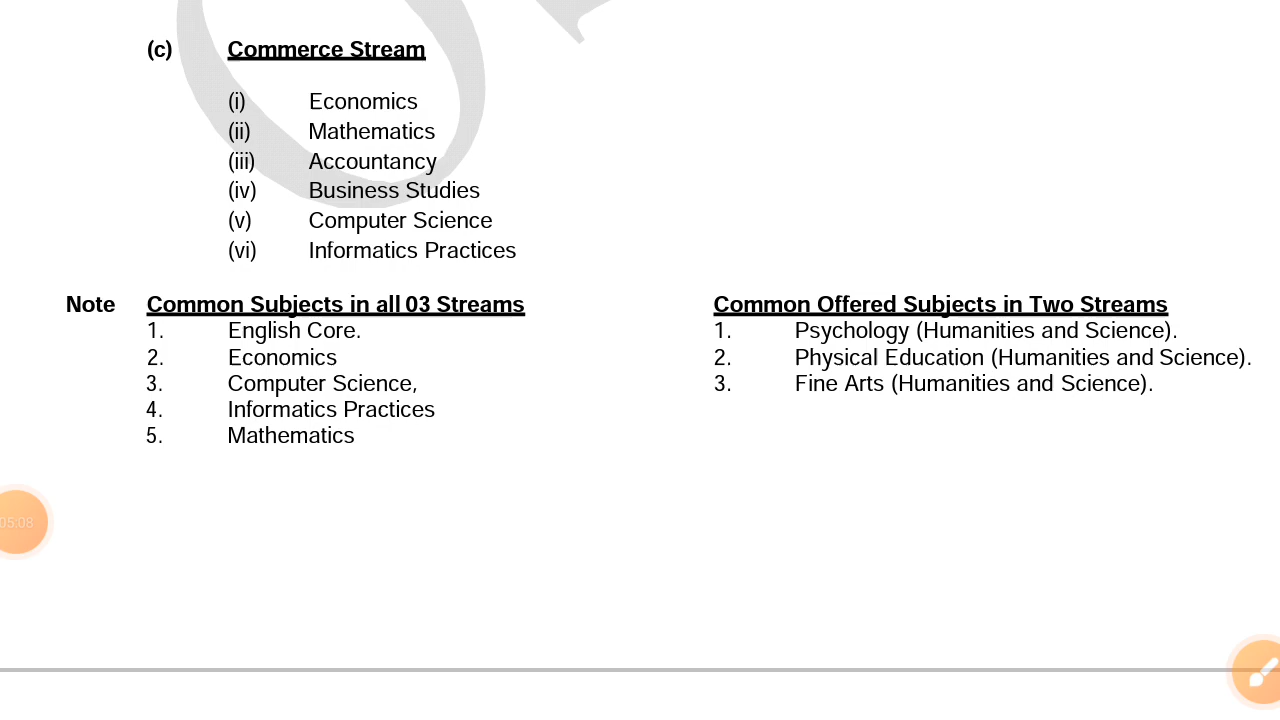 (c) Commerce Stream
(i) Economics
(ii) Mathematics
(iii) Accountancy
(iv) Business Studies
(v) Computer Science
(vi) Informatics Practices
Note Common Subjects in all 03 Streams
1. English Core.
2. Economics
3. Computer Science,
4. Informatics Practices
5. Mathematics
Common Offered Subjects in Two Streams
1. Psychology (Humanities and Science).
2. Physical Education (Humanities and Science).
3. Fine Arts (Humanities and Science).
05:08